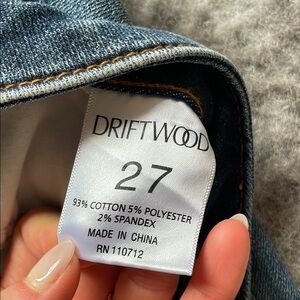 DRIFTWOOD
27
93% COTTON 5% POLYESTER
2% SPANDEX
MADE IN CHINA
RN 110712